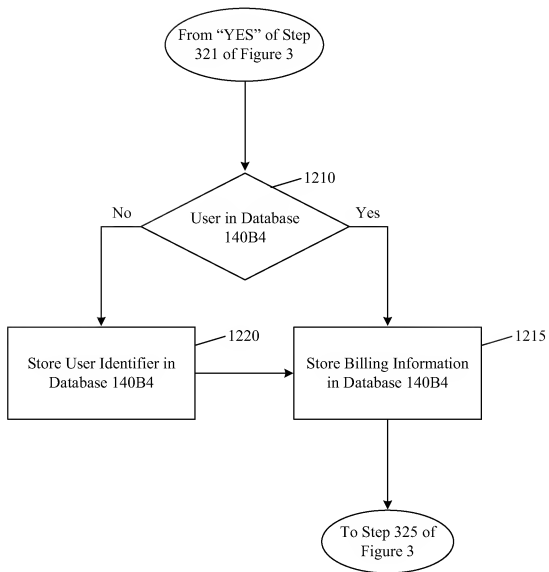 From “YES” of Step
321 of Figure 3
1210
No
Yes
User in Database
140B4
1220
1215
Store User Identifier in
Database 140B4
Store Billing Information
in Database 140B4
To Step 325 of
Figure 3